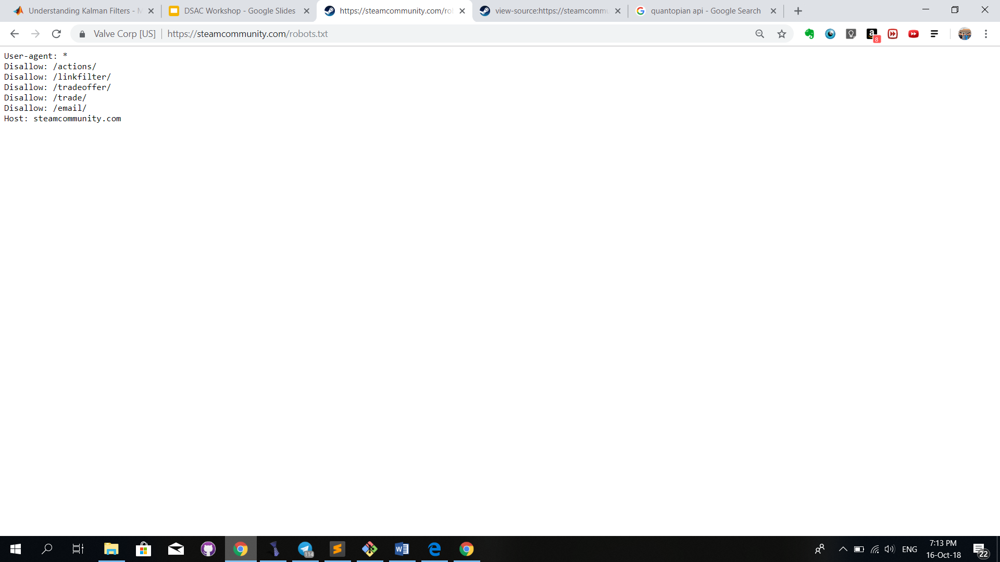 Understanding Kalman Filters - M
DSAC Workshop - Google Slides
https://steamcommunity.com/ro
view-source:https://steamcommu
quantopian api - Google Search
Valve Corp [US]
https://steamcommunity.com/robots.txt
8
User-agent: *
Disallow: /actions/
Disallow: /linkfilter/
Disallow: /tradeoffer/
Disallow: /trade/
Disallow: /email/
Host: steamcommunity.com
114
ENG
7:13 PM
16-Oct-18
22